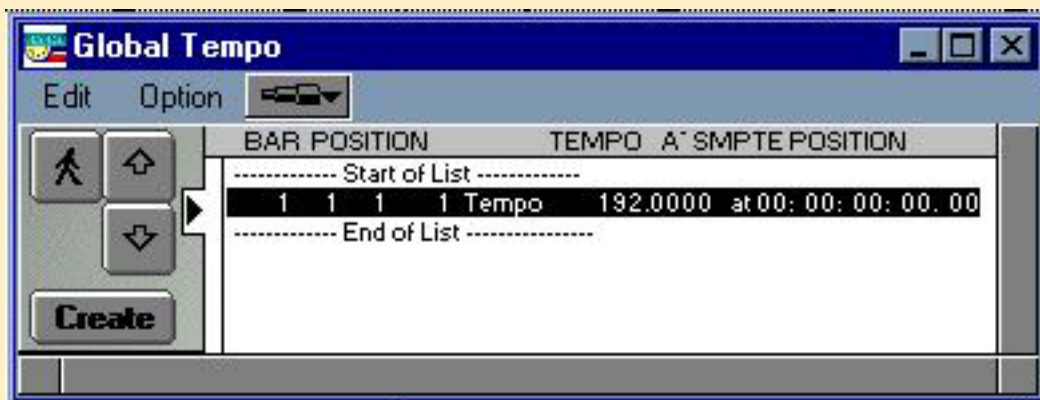 Global Tempo
Edit Option
BAR POSITION TEMPO AT SMPTE POSITION
------------- Start of List -------------
1 1 1 1 Tempo 192.0000 at 00: 00: 00: 00. 00
------------- End of List ----------------
Create